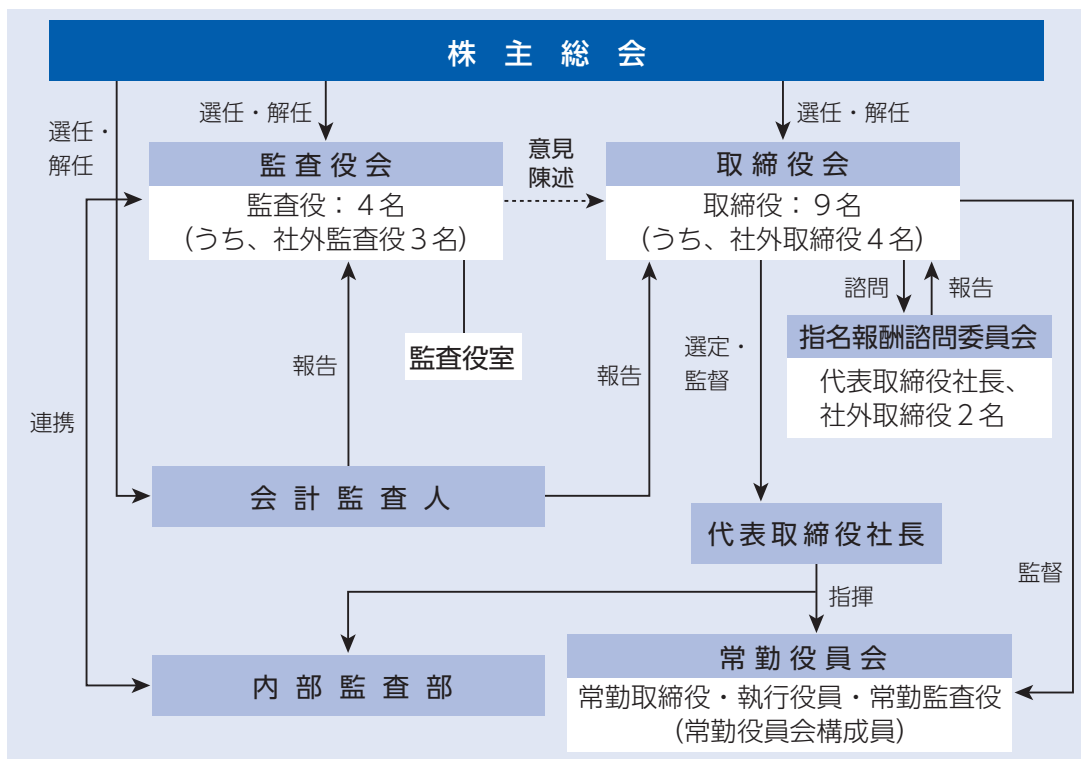 株主総会
選任・
解任
選任・解任
選任・解任
監査役会
監査役：４名
（うち、社外監査役３名）
意見
陳述
取締役会
取締役：９名
（うち、社外取締役４名）
諮問
報告
指名報酬諮問委員会
代表取締役社長、
社外取締役２名
監査役室
報告
報告
選定・
監督
連携
会計監査人
代表取締役社長
監督
指揮
内部監査部
常勤役員会
常勤取締役・執行役員・常勤監査役
（常勤役員会構成員）